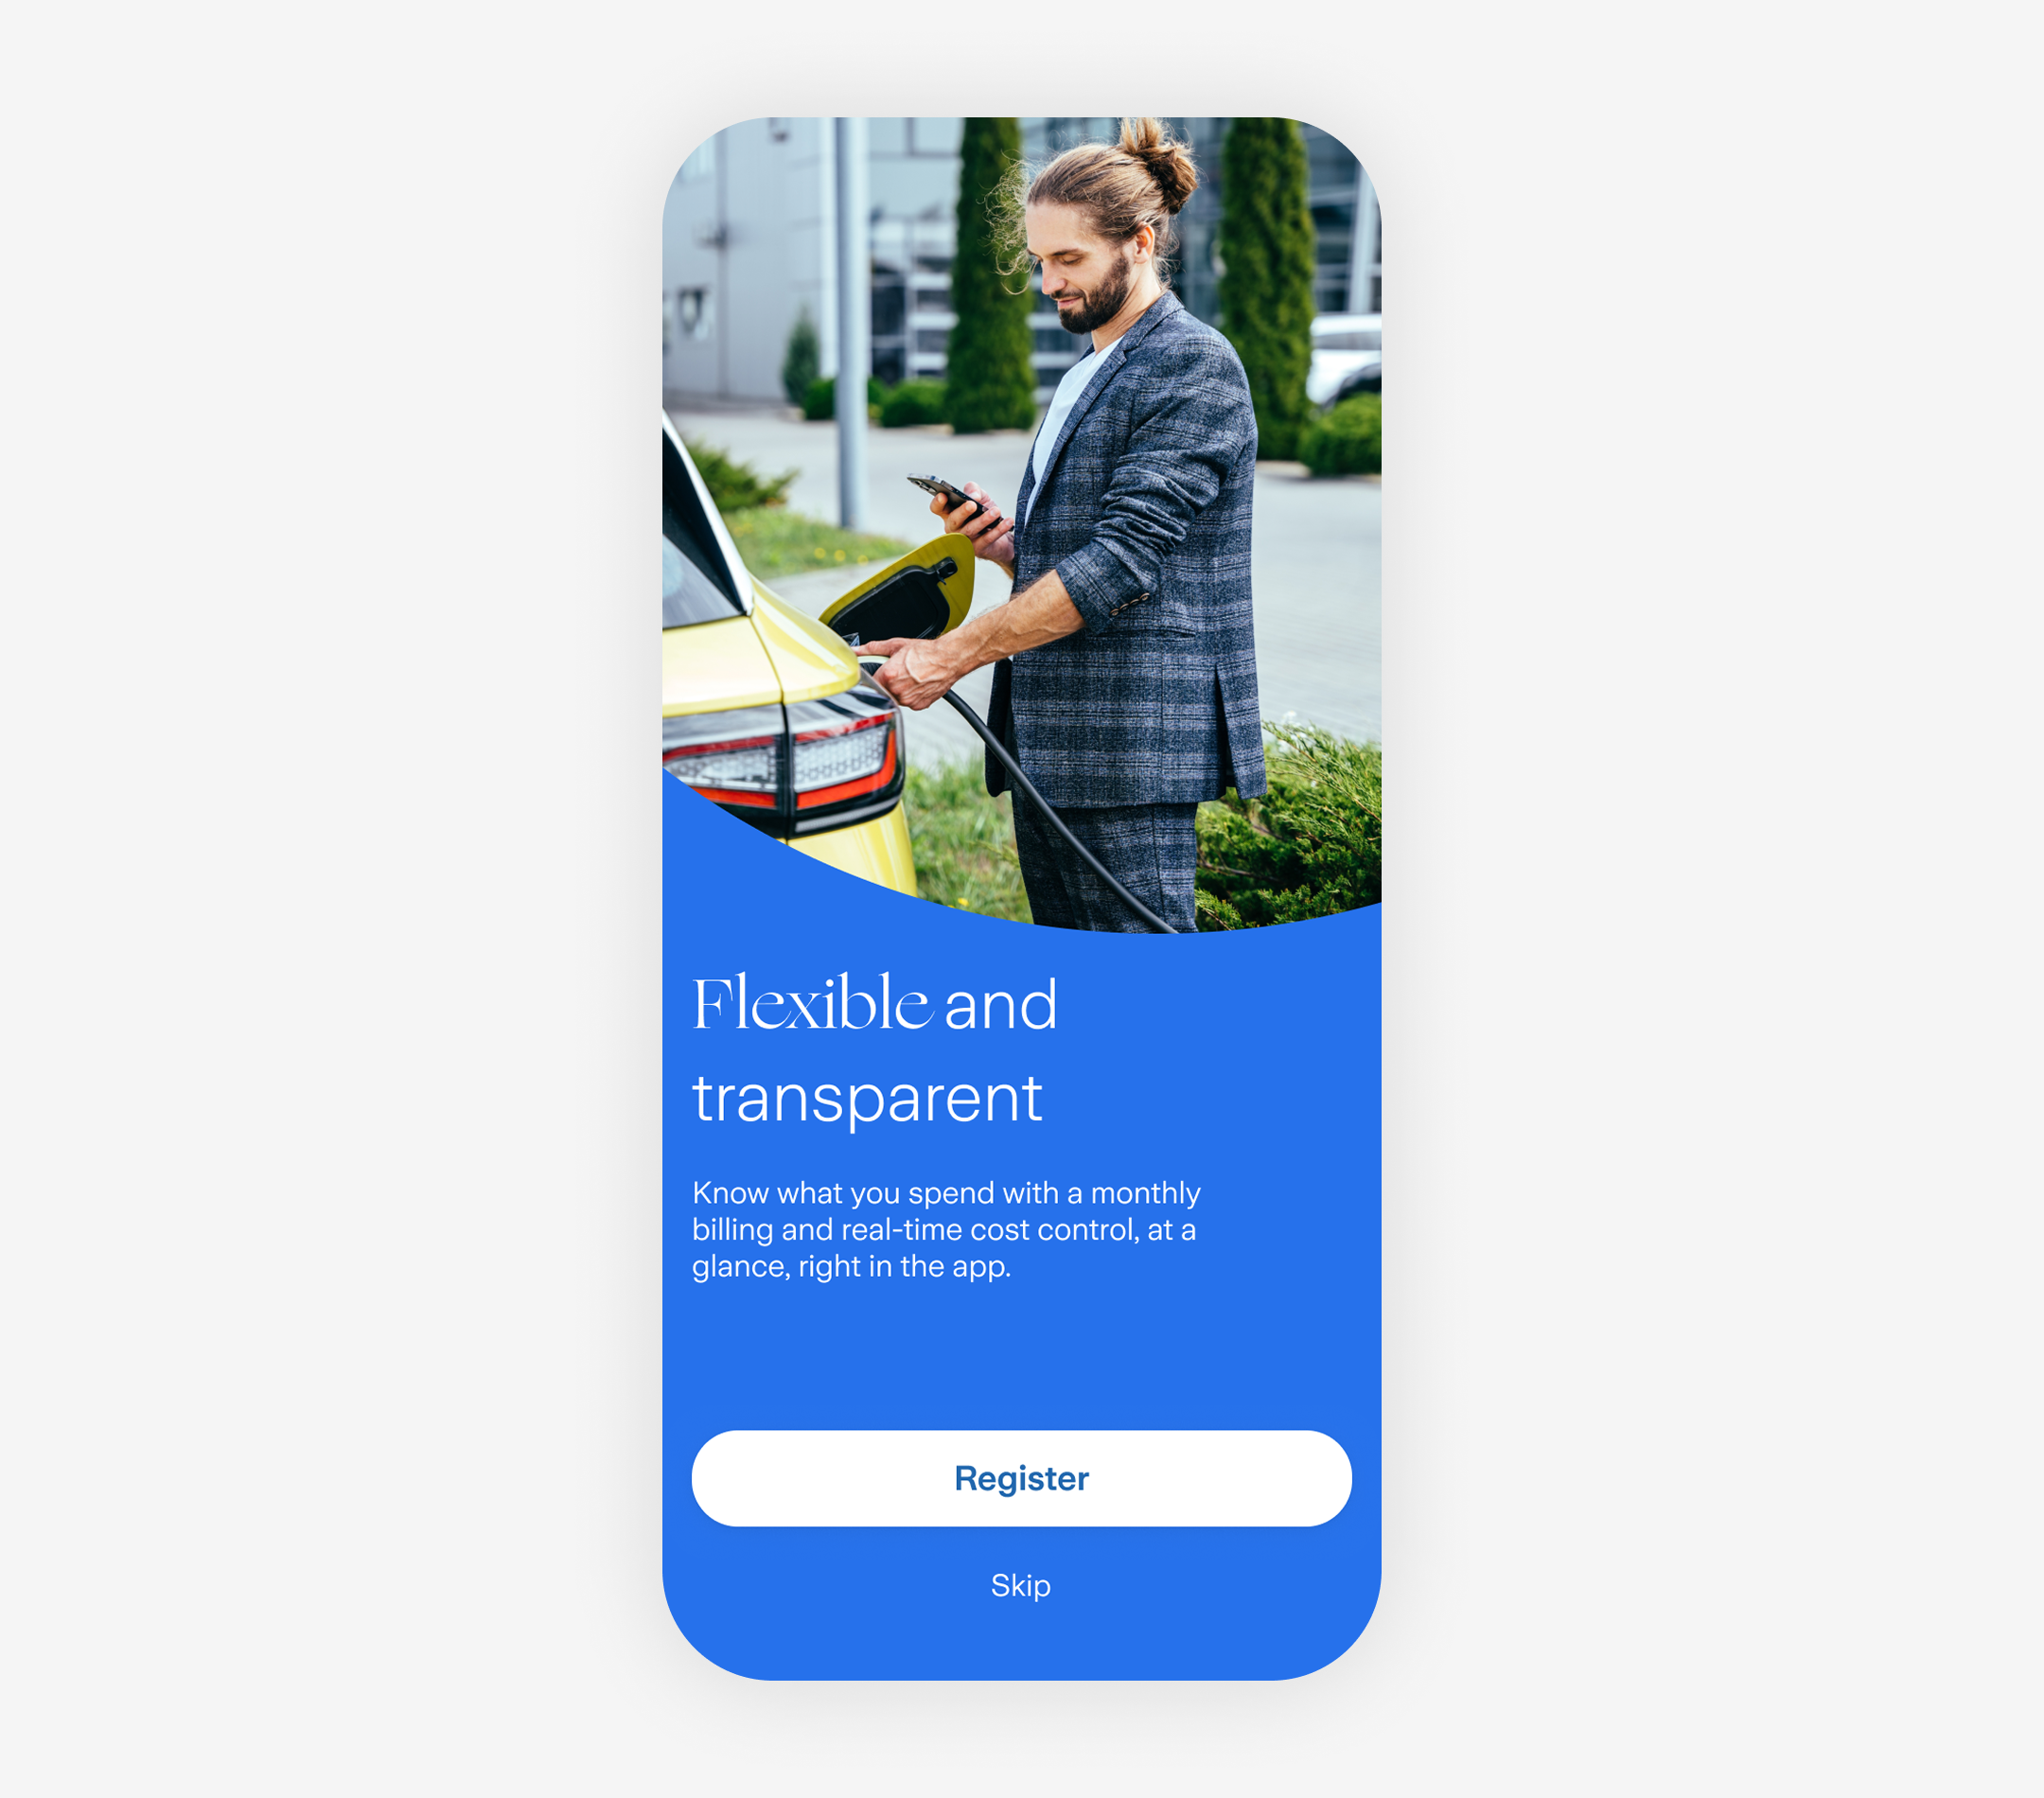 Flexible and
transparent
Know what you spend with a monthly
billing and real-time cost control, at a
glance, right in the app.
Register
Skip